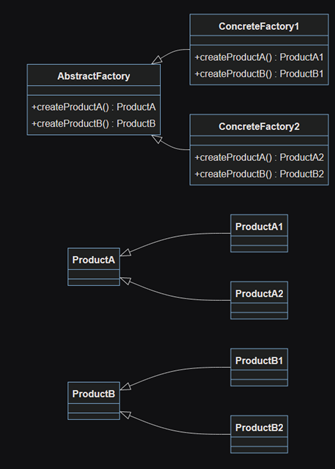 ConcreteFactory1
+createProductA() : ProductA1
+createProductB() : ProductB1
AbstractFactory
+createProductA() : ProductA
+createProductB() : ProductB
ConcreteFactory2
+createProductA() : ProductA2
+createProductB() : ProductB2
ProductA1
ProductA
ProductA2
ProductB1
ProductB
ProductB2